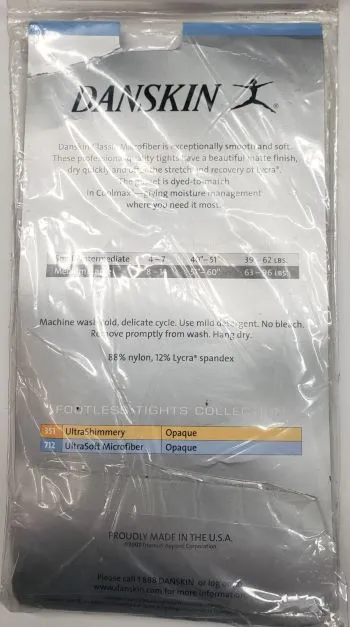 DANSKIN
Danskin Classic Microfiber is exceptionally smooth and soft.
These professional quality tights have a beautiful matte finish,
dry quickly and the stretch and recovery of Lycra®.
gusset is dyed-to-match
In Coolmax moisture management
where you need it most.
Intermediate 4-7 51" 39 62 LBS.
8 60" 63 96 LBS.
Machine wash cold, delicate cycle. Use mild detergent. No bleach.
Remove promptly from wash. Hang dry.
88% nylon, 12% Lycra® spandex
FOOTLESS TIGHTS COLLECTION
351 UltraShimmery Opaque
712 UltraSoft Microfiber Opaque
PROUDLY MADE IN THE U.S.A.
Corporation
Please call 1 888 DANSKIN or log on
www.danskin.com for more information